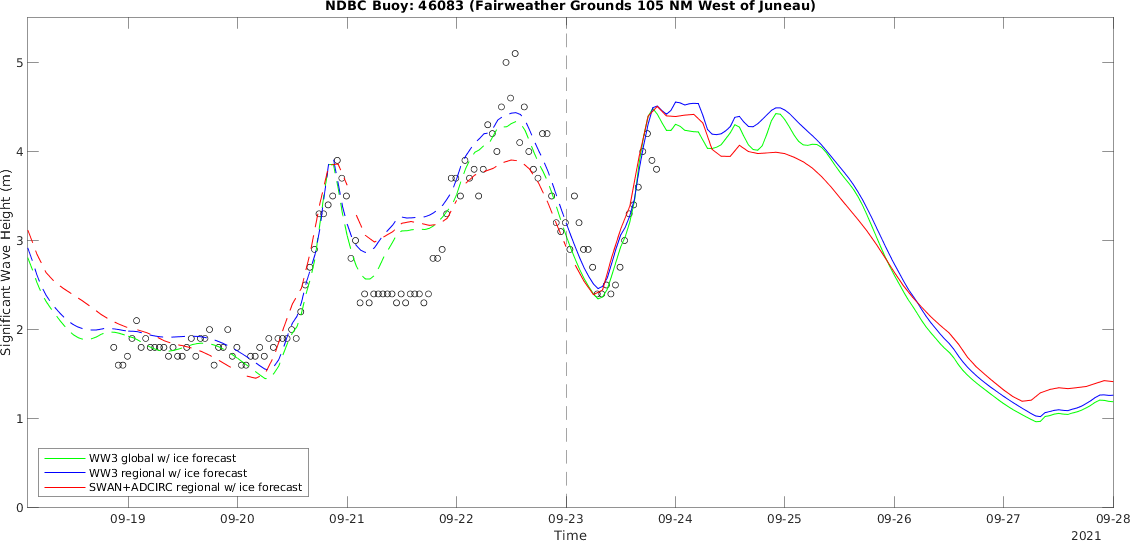 NDBC Buoy: 46083 (Fairweather Grounds 105 NM West of Juneau)
Significant Wave Height (m)
5
4
3
2
1
0
WW3 global w/ ice forecast
WW3 regional w/ ice forecast
SWAN+ADCIRC regional w/ ice forecast
09-19 09-20 09-21 09-22 09-23 09-24 09-25 09-26 09-27 09-28
Time
2021